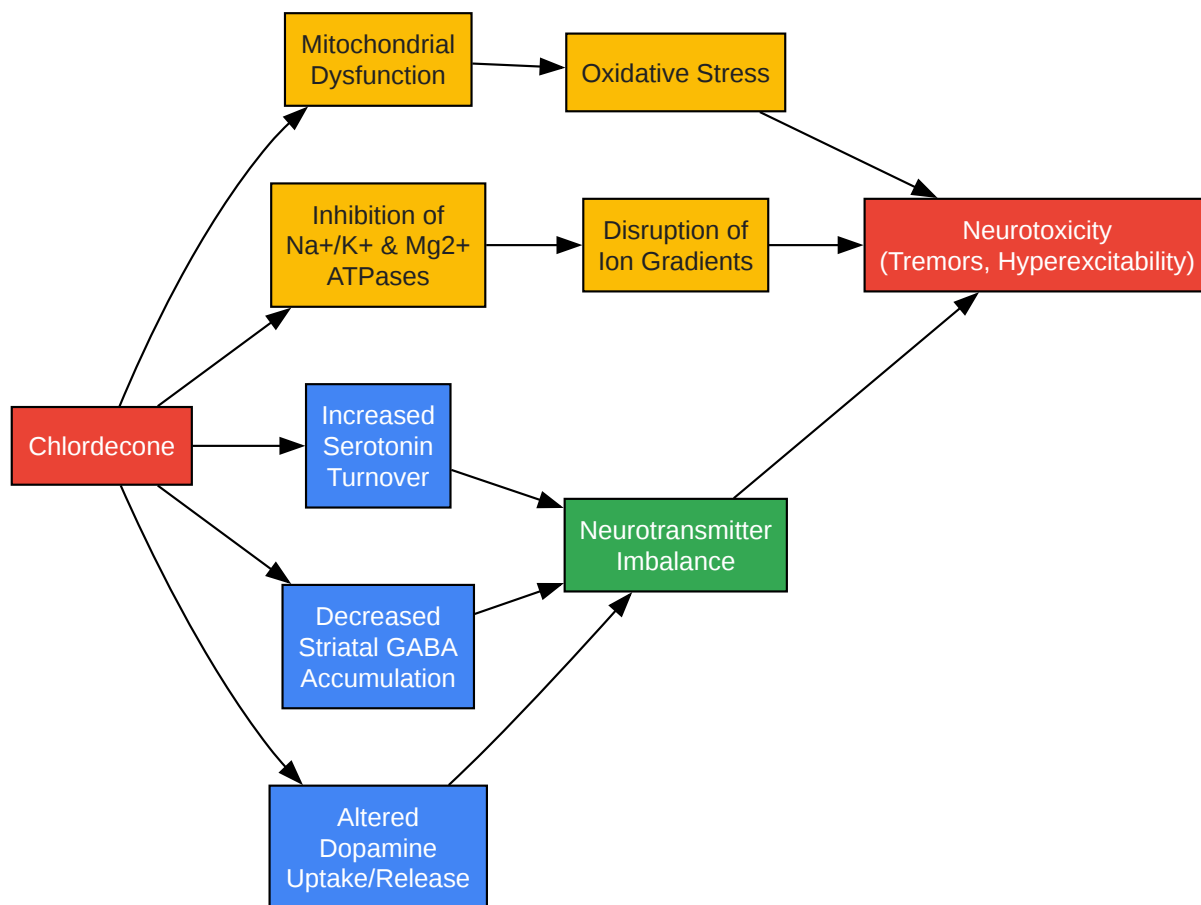 Mitochondrial
Dysfunction
Oxidative Stress
Inhibition of
Na+/K+ & Mg2+
ATPases
Disruption of
Ion Gradients
Neurotoxicity
(Tremors, Hyperexcitability)
Chlordecone
Increased
Serotonin
Turnover
Neurotransmitter
Imbalance
Decreased
Striatal GABA
Accumulation
Altered
Dopamine
Uptake/Release